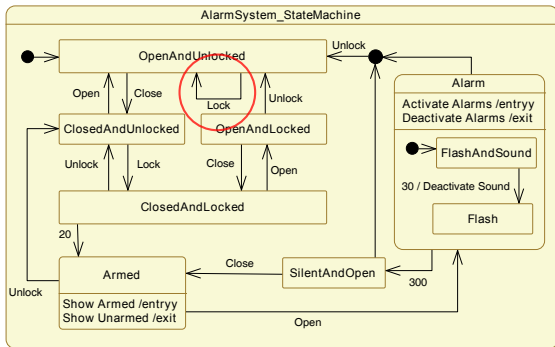 AlarmSystem_StateMachine
OpenAndUnlocked
Unlock
Alarm
Activate Alarms /entryy
Deactivate Alarms /exit
Open
Close
Lock
Unlock
ClosedAndUnlocked
OpenAndLocked
FlashAndSound
Unlock
Lock
Close
Open
30 / Deactivate Sound
ClosedAndLocked
Flash
20
Armed
Close
SilentAndOpen
300
Unlock
Show Armed /entryy
Show Unarmed /exit
Open